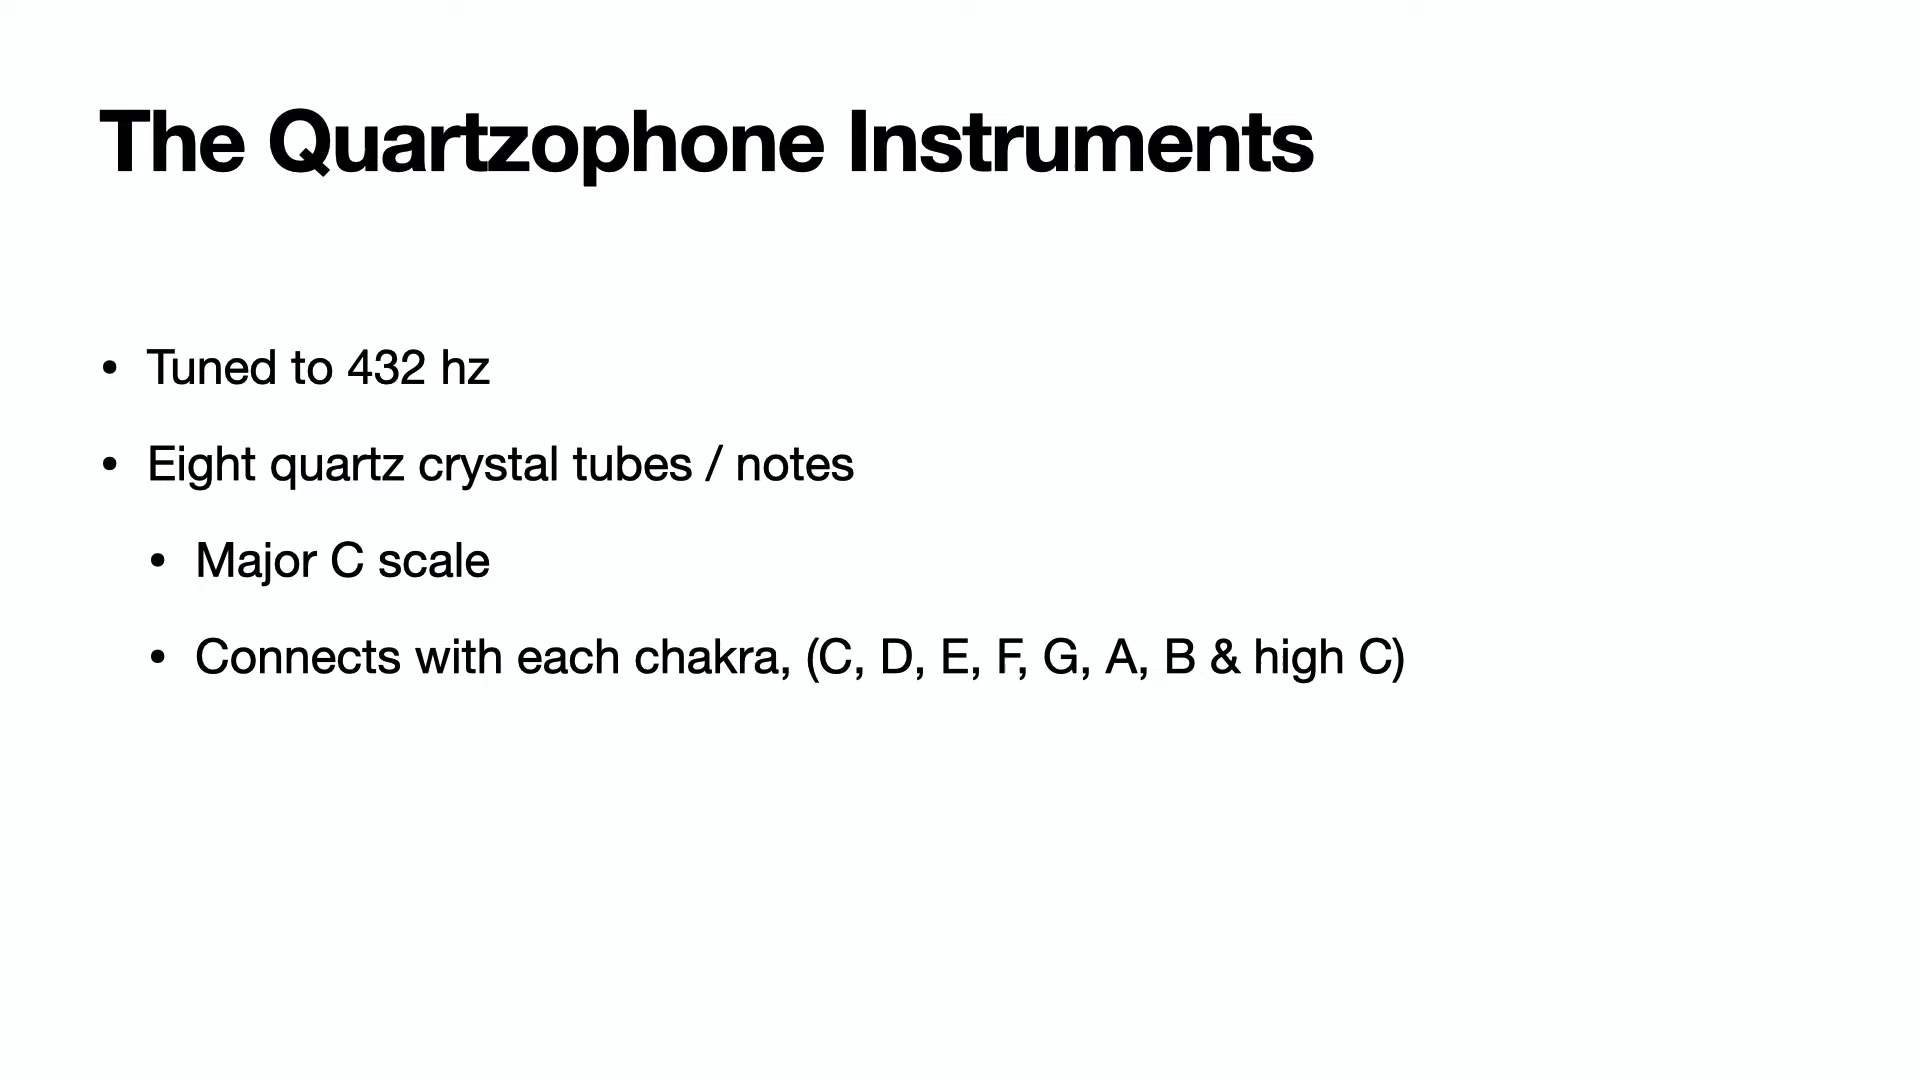 The Quartzophone Instruments
• Tuned to 432 hz
• Eight quartz crystal tubes / notes
• Major C scale
• Connects with each chakra, (C, D, E, F, G, A, B & high C)